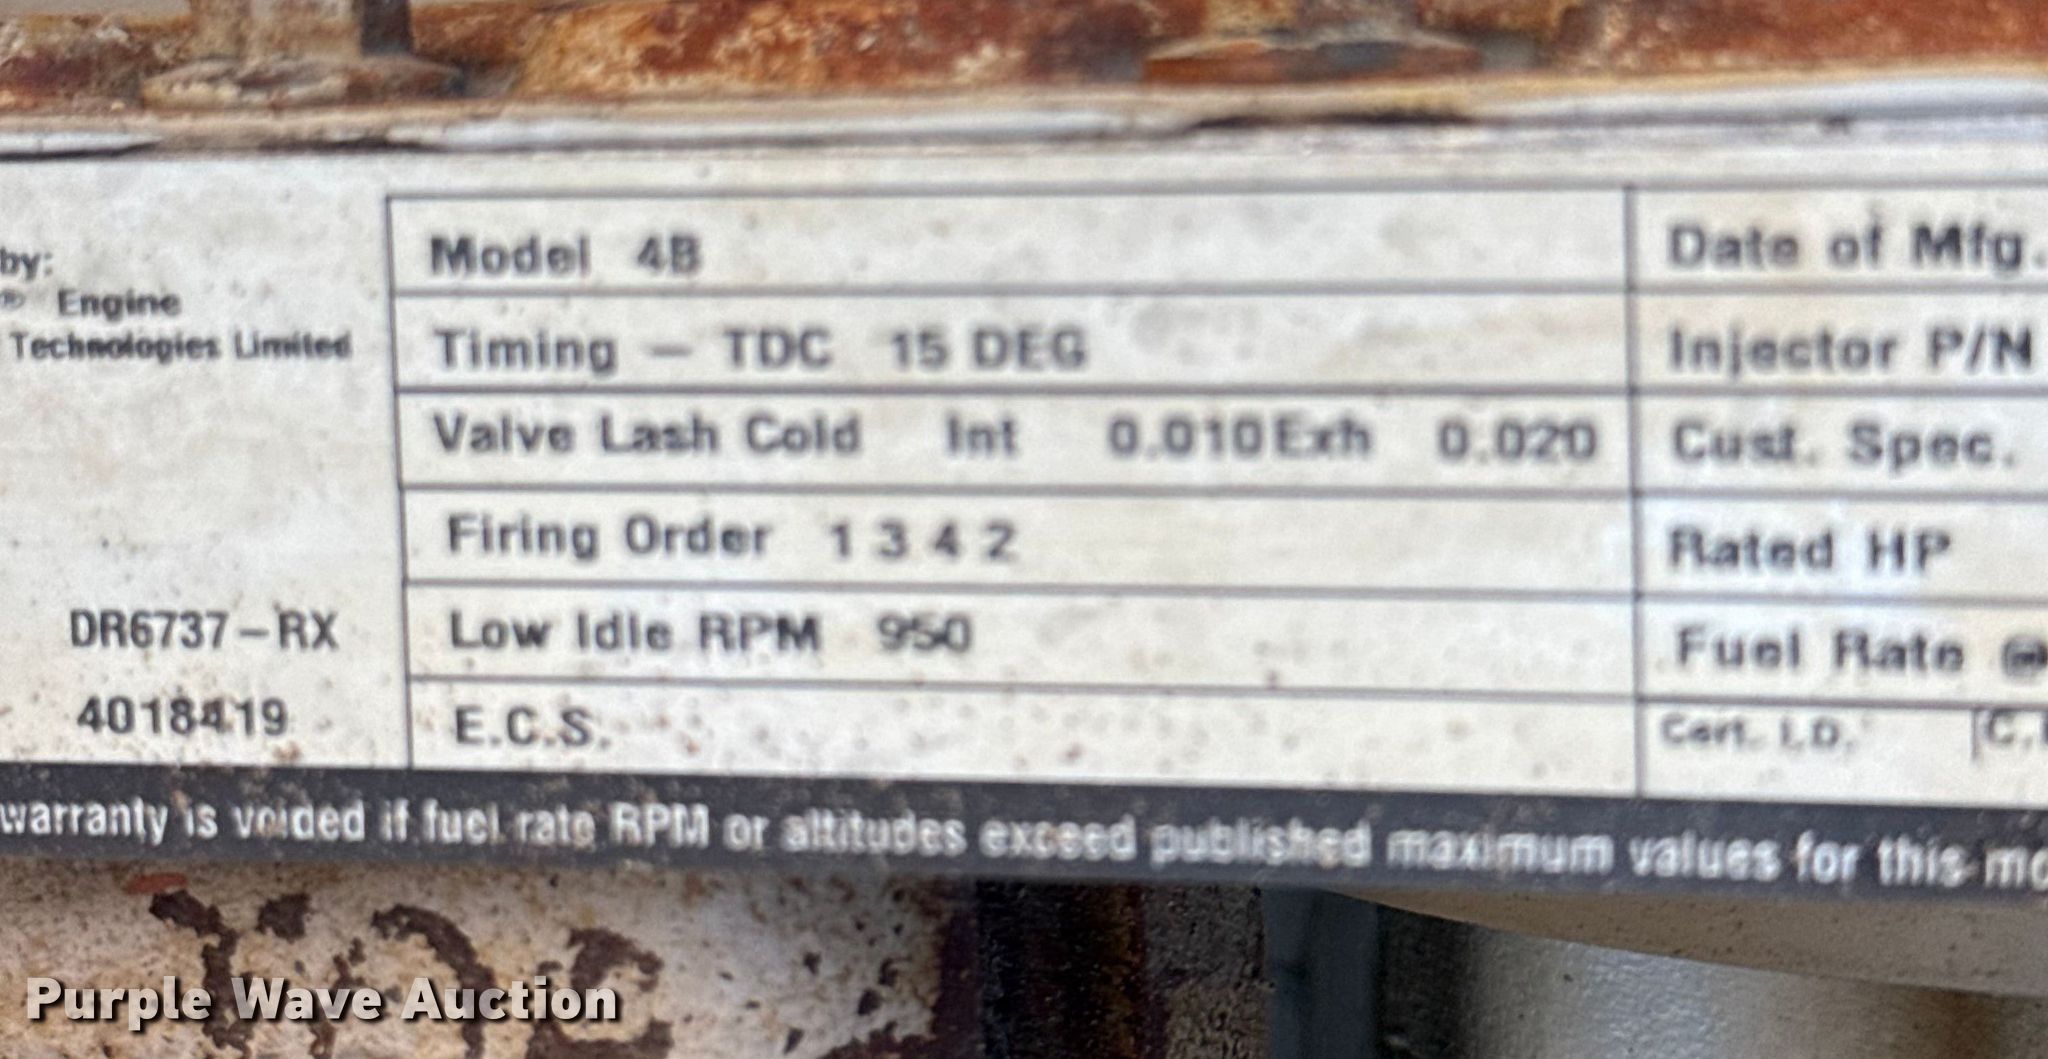 by:
® Engine
Technologies Limited
DR6737-RX
4018419
Model 4B
Timing — TDC 15 DEG
Valve Lash Cold Int 0.010 Exh 0.020
Firing Order 1 3 4 2
Low Idle RPM 950
E.C.S.
Date of Mfg.
Injector P/N
Cust. Spec.
Rated HP
Fuel Rate @
Cert. I.D.
warranty is voided if fuel rate RPM or altitudes exceed published maximum values for this
Purple Wave Auction